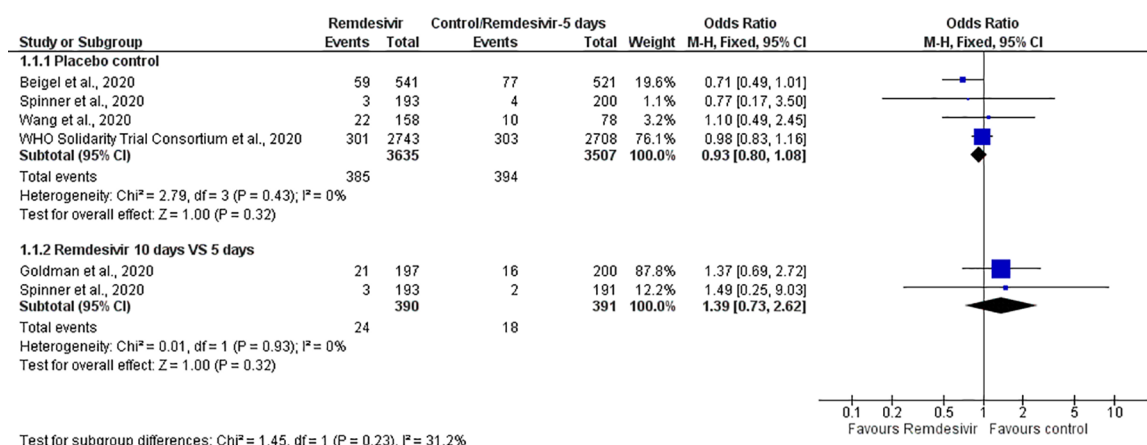 Remdesivir Control/Remdesivir-5 days Odds Ratio Odds Ratio
Study or Subgroup Events Total Events Total Weight M-H, Fixed, 95% CI M-H, Fixed, 95% CI
1.1.1 Placebo control
Beigel et al., 2020 59 541 77 521 19.6% 0.71 [0.49, 1.01]
Spinner et al., 2020 3 193 4 200 1.1% 0.77 [0.17, 3.50]
Wang et al., 2020 22 158 10 78 3.2% 1.10 [0.49, 2.45]
WHO Solidarity Trial Consortium et al., 2020 301 2743 303 2708 76.1% 0.98 [0.83, 1.16]
Subtotal (95% CI) 3635 3507 100.0% 0.93 [0.80, 1.08]
Total events 385 394
Heterogeneity: Chi² = 2.79, df = 3 (P = 0.43); I² = 0%
Test for overall effect: Z = 1.00 (P = 0.32)
1.1.2 Remdesivir 10 days VS 5 days
Goldman et al., 2020 21 197 16 200 87.8% 1.37 [0.69, 2.72]
Spinner et al., 2020 3 193 2 191 12.2% 1.49 [0.25, 9.03]
Subtotal (95% CI) 390 391 100.0% 1.39 [0.73, 2.62]
Total events 24 18
Heterogeneity: Chi² = 0.01, df = 1 (P = 0.93); I² = 0%
Test for overall effect: Z = 1.00 (P = 0.32)
0.1 0.2 0.5 1 2 5 10
Favours Remdesivir Favours control
Test for subgroup differences: Chi² = 1.45, df = 1 (P = 0.23), I² = 31.2%